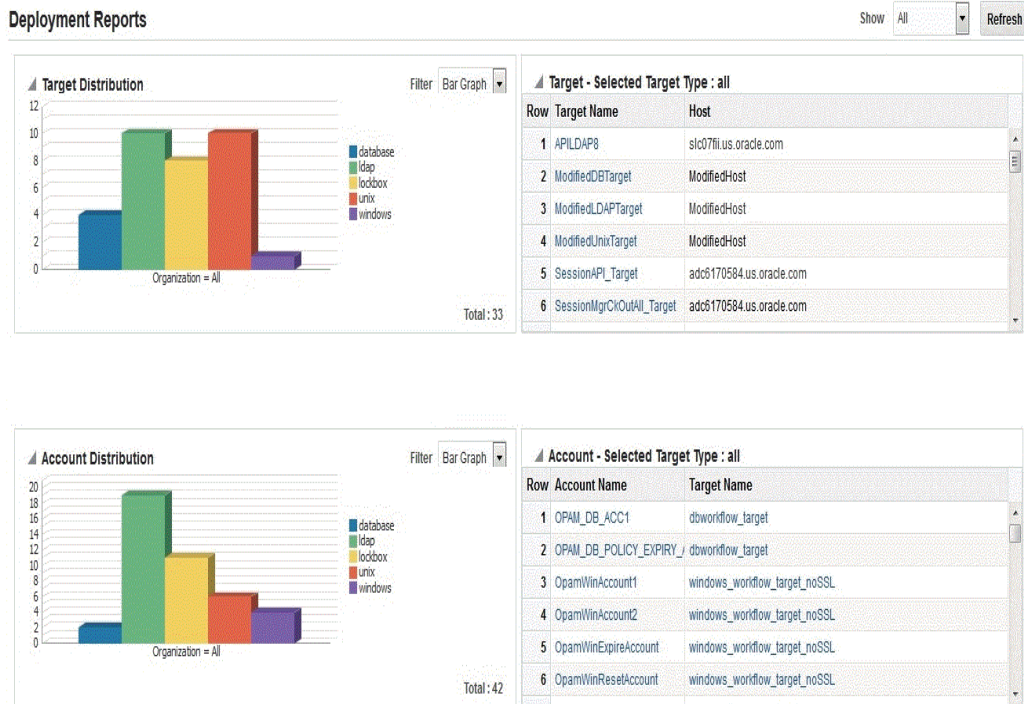 Deployment Reports
Show All Refresh
Target Distribution
Filter Bar Graph
12
10
8
6
4
2
0
Organization = All
database
ldap
lockbox
unix
windows
Total : 33
Target - Selected Target Type : all
Row Target Name Host
1 APILDAP8 slc07fii.us.oracle.com
2 ModifiedDBTarget ModifiedHost
3 ModifiedLDAPTarget ModifiedHost
4 ModifiedUnixTarget ModifiedHost
5 SessionAPI_Target adc6170584.us.oracle.com
6 SessionMgrCkOutAll_Target adc6170584.us.oracle.com
Account Distribution
Filter Bar Graph
20
18
16
14
12
10
8
6
4
2
0
Organization = All
database
ldap
lockbox
unix
windows
Total : 42
Account - Selected Target Type : all
Row Account Name Target Name
1 OPAM_DB_ACC1 dbworkflow_target
2 OPAM_DB_POLICY_EXPIRY_ dbworkflow_target
3 OpamWinAccount1 windows_workflow_target_noSSL
4 OpamWinAccount2 windows_workflow_target_noSSL
5 OpamWinExpireAccount windows_workflow_target_noSSL
6 OpamWinResetAccount windows_workflow_target_noSSL